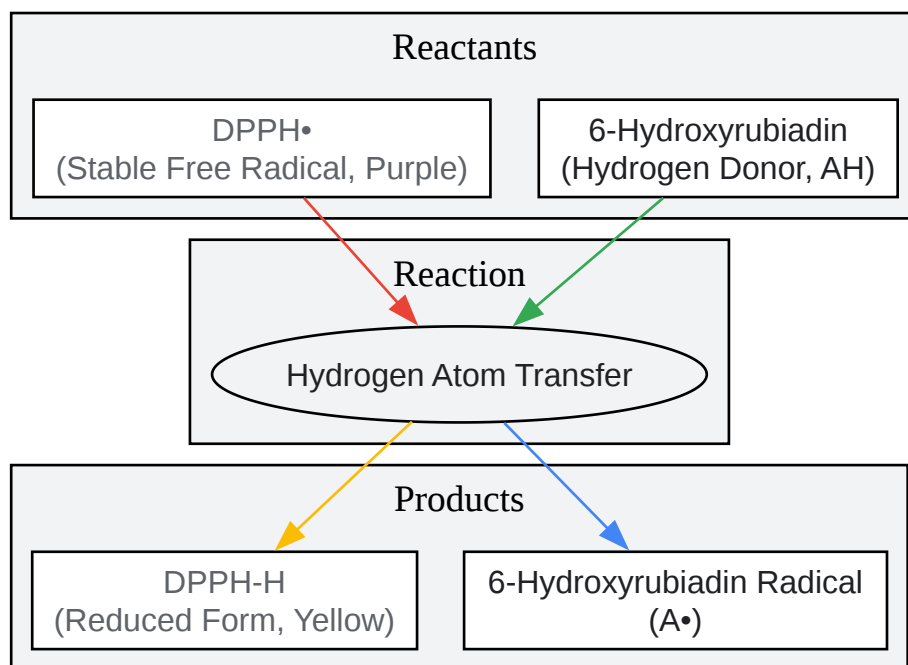 Reactants
DPPH•
(Stable Free Radical, Purple)
6-Hydroxyrubiadin
(Hydrogen Donor, AH)
Reaction
Hydrogen Atom Transfer
Products
DPPH-H
(Reduced Form, Yellow)
6-Hydroxyrubiadin Radical
(A•)